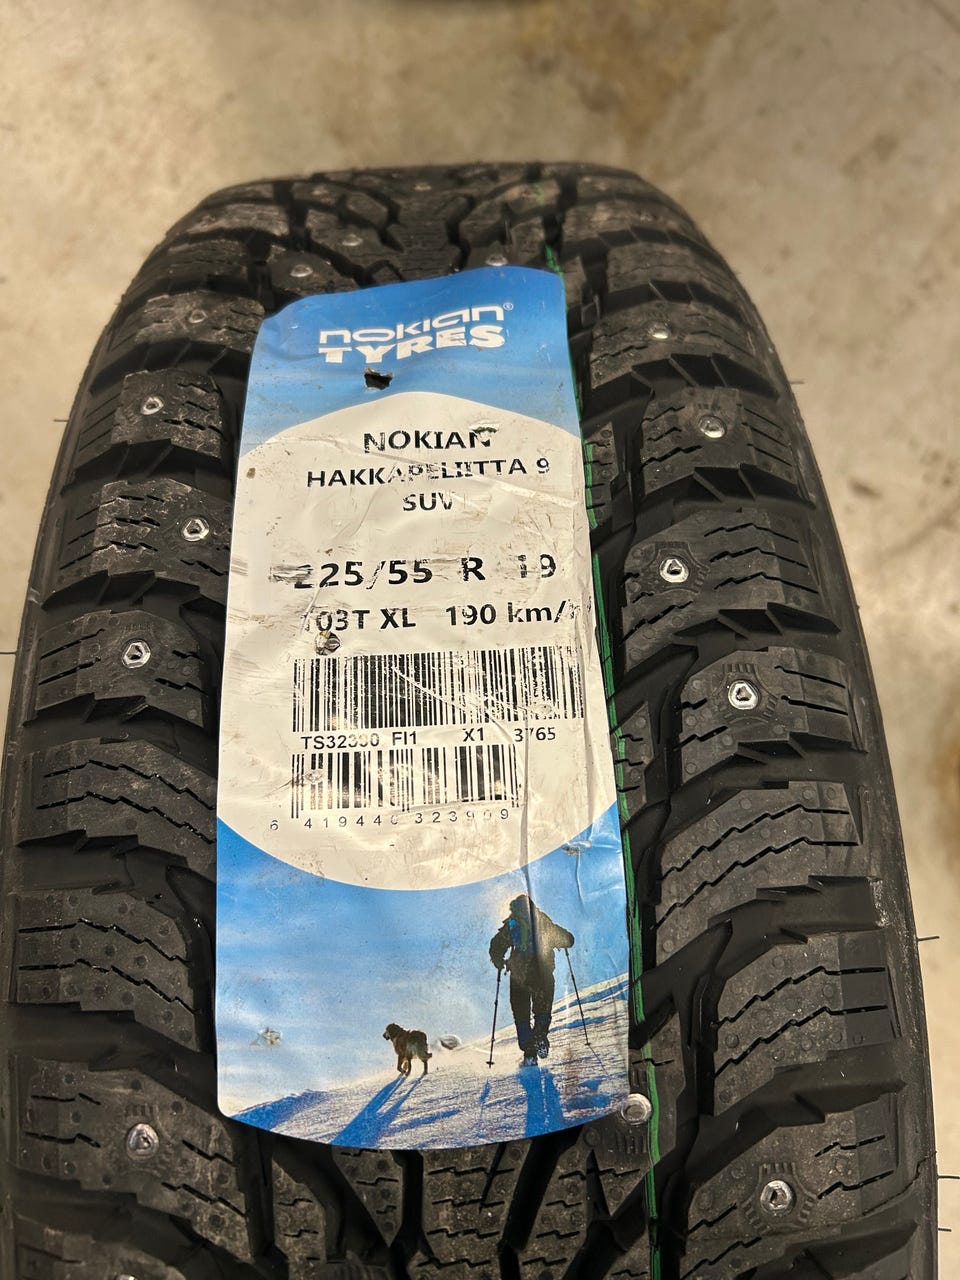 nokian®
TYRES
NOKIAN
HAKKAPELIITTA 9
SUV
225/55 R 19
103T XL 190 km/h
FI1 X1 3765
6 419440 323909